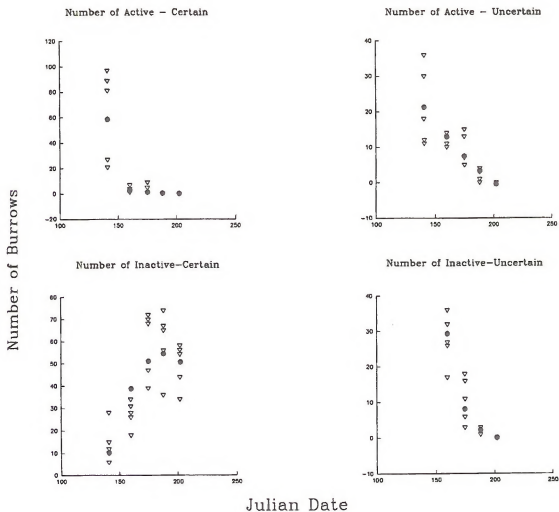 Number of Active - Certain
120
100
80
60
40
20
0
-20
100 150 200 250
Number of Active - Uncertain
40
30
20
10
0
-10
100 150 200 250
Number of Burrows
Number of Inactive-Certain
70
60
50
40
30
20
10
0
100 150 200 250
Number of Inactive-Uncertain
40
30
20
10
0
-10
100 150 200 250
Julian Date